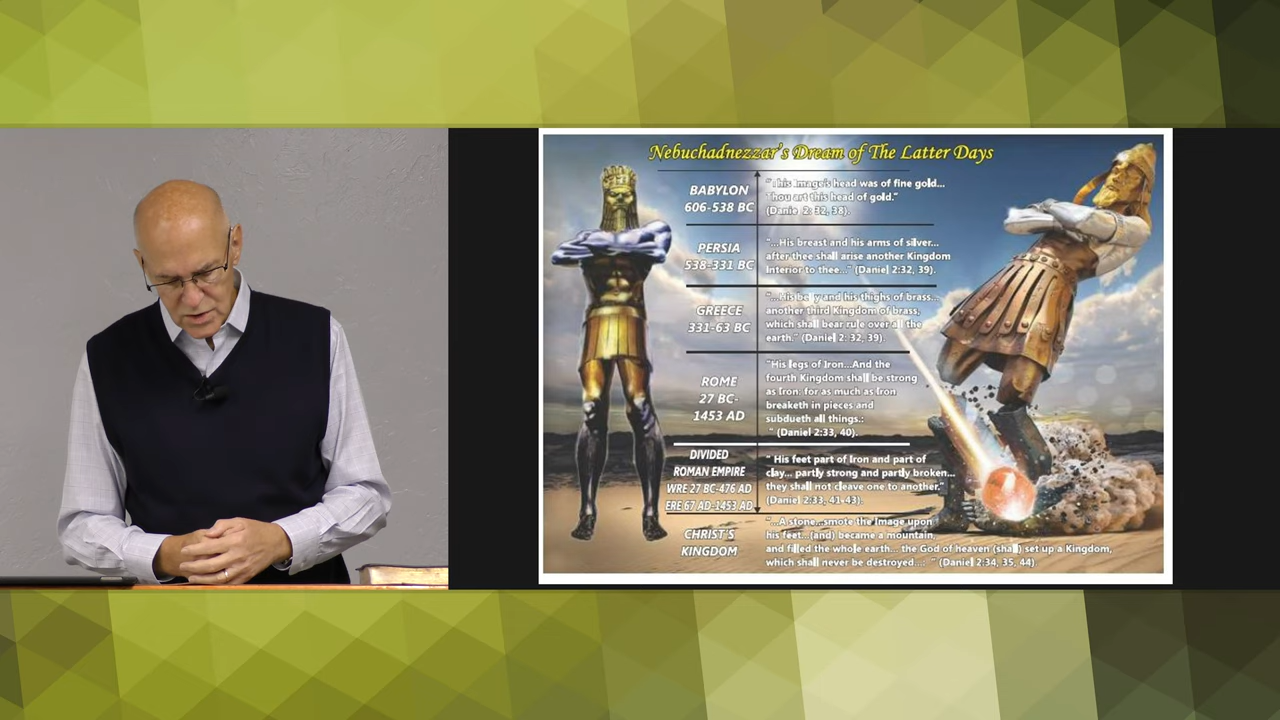 Nebuchadnezzar's Dream of The Latter Days
BABYLON
606-538 BC
"This Image's head was of fine gold...
Thou art this head of gold."
(Daniel 2: 32, 38).
PERSIA
538-331 BC
"...His breast and his arms of silver...
after thee shall arise another Kingdom
Interior to thee..." (Daniel 2:32, 39).
GREECE
331-63 BC
"...His belly and his thighs of brass...
another third Kingdom of brass,
which shall bear rule over all the
earth." (Daniel 2: 32, 39).
ROME
27 BC-
1453 AD
"His legs of Iron...And the
fourth Kingdom shall be strong
as Iron. for as much as Iron
breaketh in pieces and
subdueth all things.:
" (Daniel 2:33, 40).
DIVIDED
ROMAN EMPIRE
WRE 27 BC-476 AD
ERE 67 AD-1453 AD
" His feet part of Iron and part of
clay... partly strong and partly broken...
they shall not cleave one to another."
(Daniel 2:33, 41-43).
CHRIST'S
KINGDOM
"...A stone...smote the Image upon
his feet...(and) became a mountain,
and filled the whole earth... the God of heaven (shall) set up a Kingdom,
which shall never be destroyed...: " (Daniel 2:34, 35, 44).